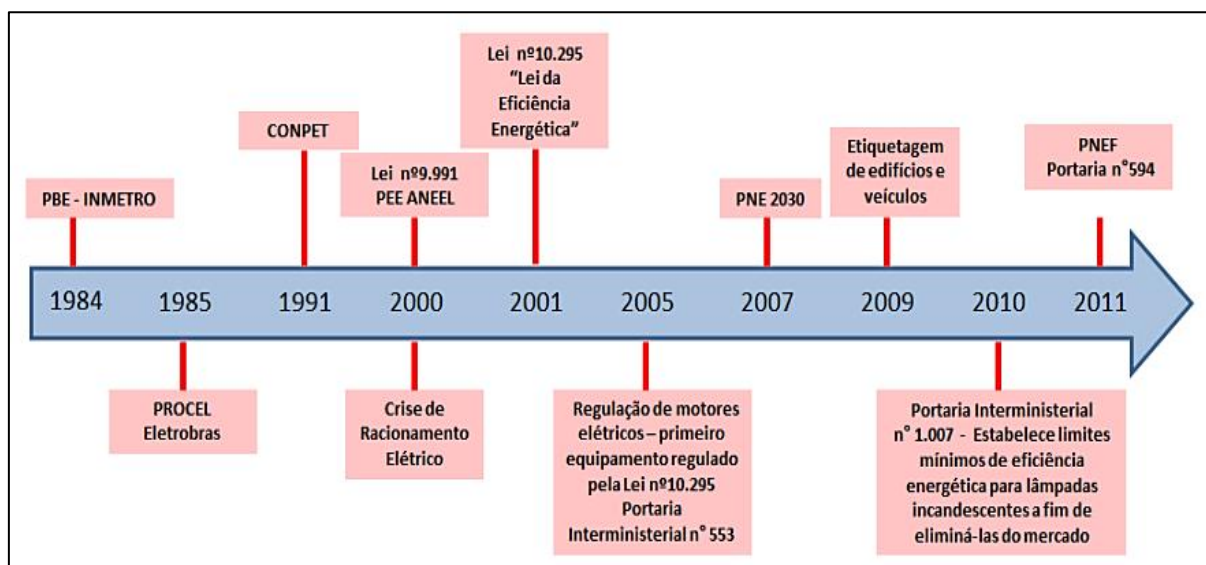 Lei nº10.295
“Lei da
Eficiência
Energética”
CONPET
Lei nº9.991
PEE ANEEL
PBE - INMETRO
PNE 2030
Etiquetagem
de edifícios e
veículos
PNEF
Portaria n°594
1984
1985
1991
2000
2001
2005
2007
2009
2010
2011
PROCEL
Eletrobras
Crise de
Racionamento
Elétrico
Regulação de motores
elétricos – primeiro
equipamento regulado
pela Lei nº10.295
Portaria
Interministerial n° 553
Portaria Interministerial
n° 1.007 - Estabelece limites
mínimos de eficiência
energética para lâmpadas
incandescentes a fim de
eliminá-las do mercado